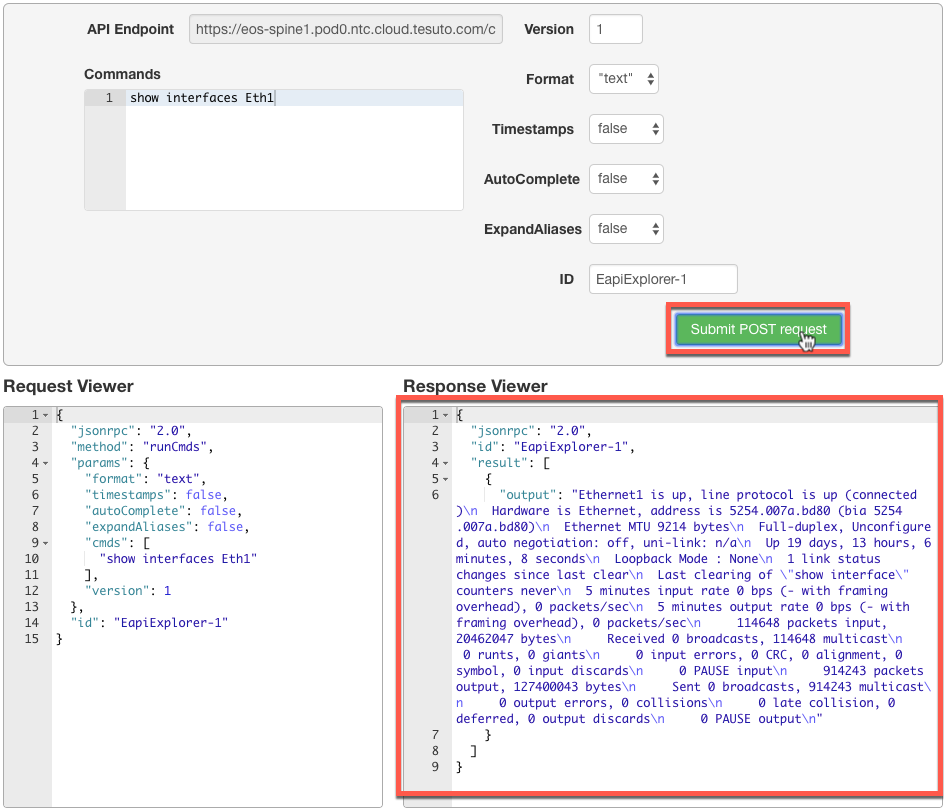 API Endpoint https://eos-spine1.pod0.ntc.cloud.tesuto.com/c Version 1
Commands
Format "text"
1 show interfaces Eth1
Timestamps false
AutoComplete false
ExpandAliases false
ID EapiExplorer-1
Submit POST request
Request Viewer
1 {
2 "jsonrpc": "2.0",
3 "method": "runCmds",
4 "params": {
5 "format": "text",
6 "timestamps": false,
7 "autoComplete": false,
8 "expandAliases": false,
9 "cmds": [
10 "show interfaces Eth1"
11 ],
12 "version": 1
13 },
14 "id": "EapiExplorer-1"
15 }
Response Viewer
1 {
2 "jsonrpc": "2.0",
3 "id": "EapiExplorer-1",
4 "result": [
5 {
6 "output": "Ethernet1 is up, line protocol is up (connected
)\n  Hardware is Ethernet, address is 5254.007a.bd80 (bia 5254
.007a.bd80)\n  Ethernet MTU 9214 bytes\n  Full-duplex, Unconfigure
d, auto negotiation: off, uni-link: n/a\n  Up 19 days, 13 hours, 6
minutes, 8 seconds\n  Loopback Mode : None\n  1 link status
changes since last clear\n  Last clearing of \"show interface\"
counters never\n  5 minutes input rate 0 bps (- with framing
overhead), 0 packets/sec\n  5 minutes output rate 0 bps (- with
framing overhead), 0 packets/sec\n     114648 packets input,
20462047 bytes\n     Received 0 broadcasts, 114648 multicast\n
0 runts, 0 giants\n     0 input errors, 0 CRC, 0 alignment, 0
symbol, 0 input discards\n     0 PAUSE input\n     914243 packets
output, 127400043 bytes\n     Sent 0 broadcasts, 914243 multicast\
n     0 output errors, 0 collisions\n     0 late collision, 0
deferred, 0 output discards\n     0 PAUSE output\n"
7 }
8 ]
9 }